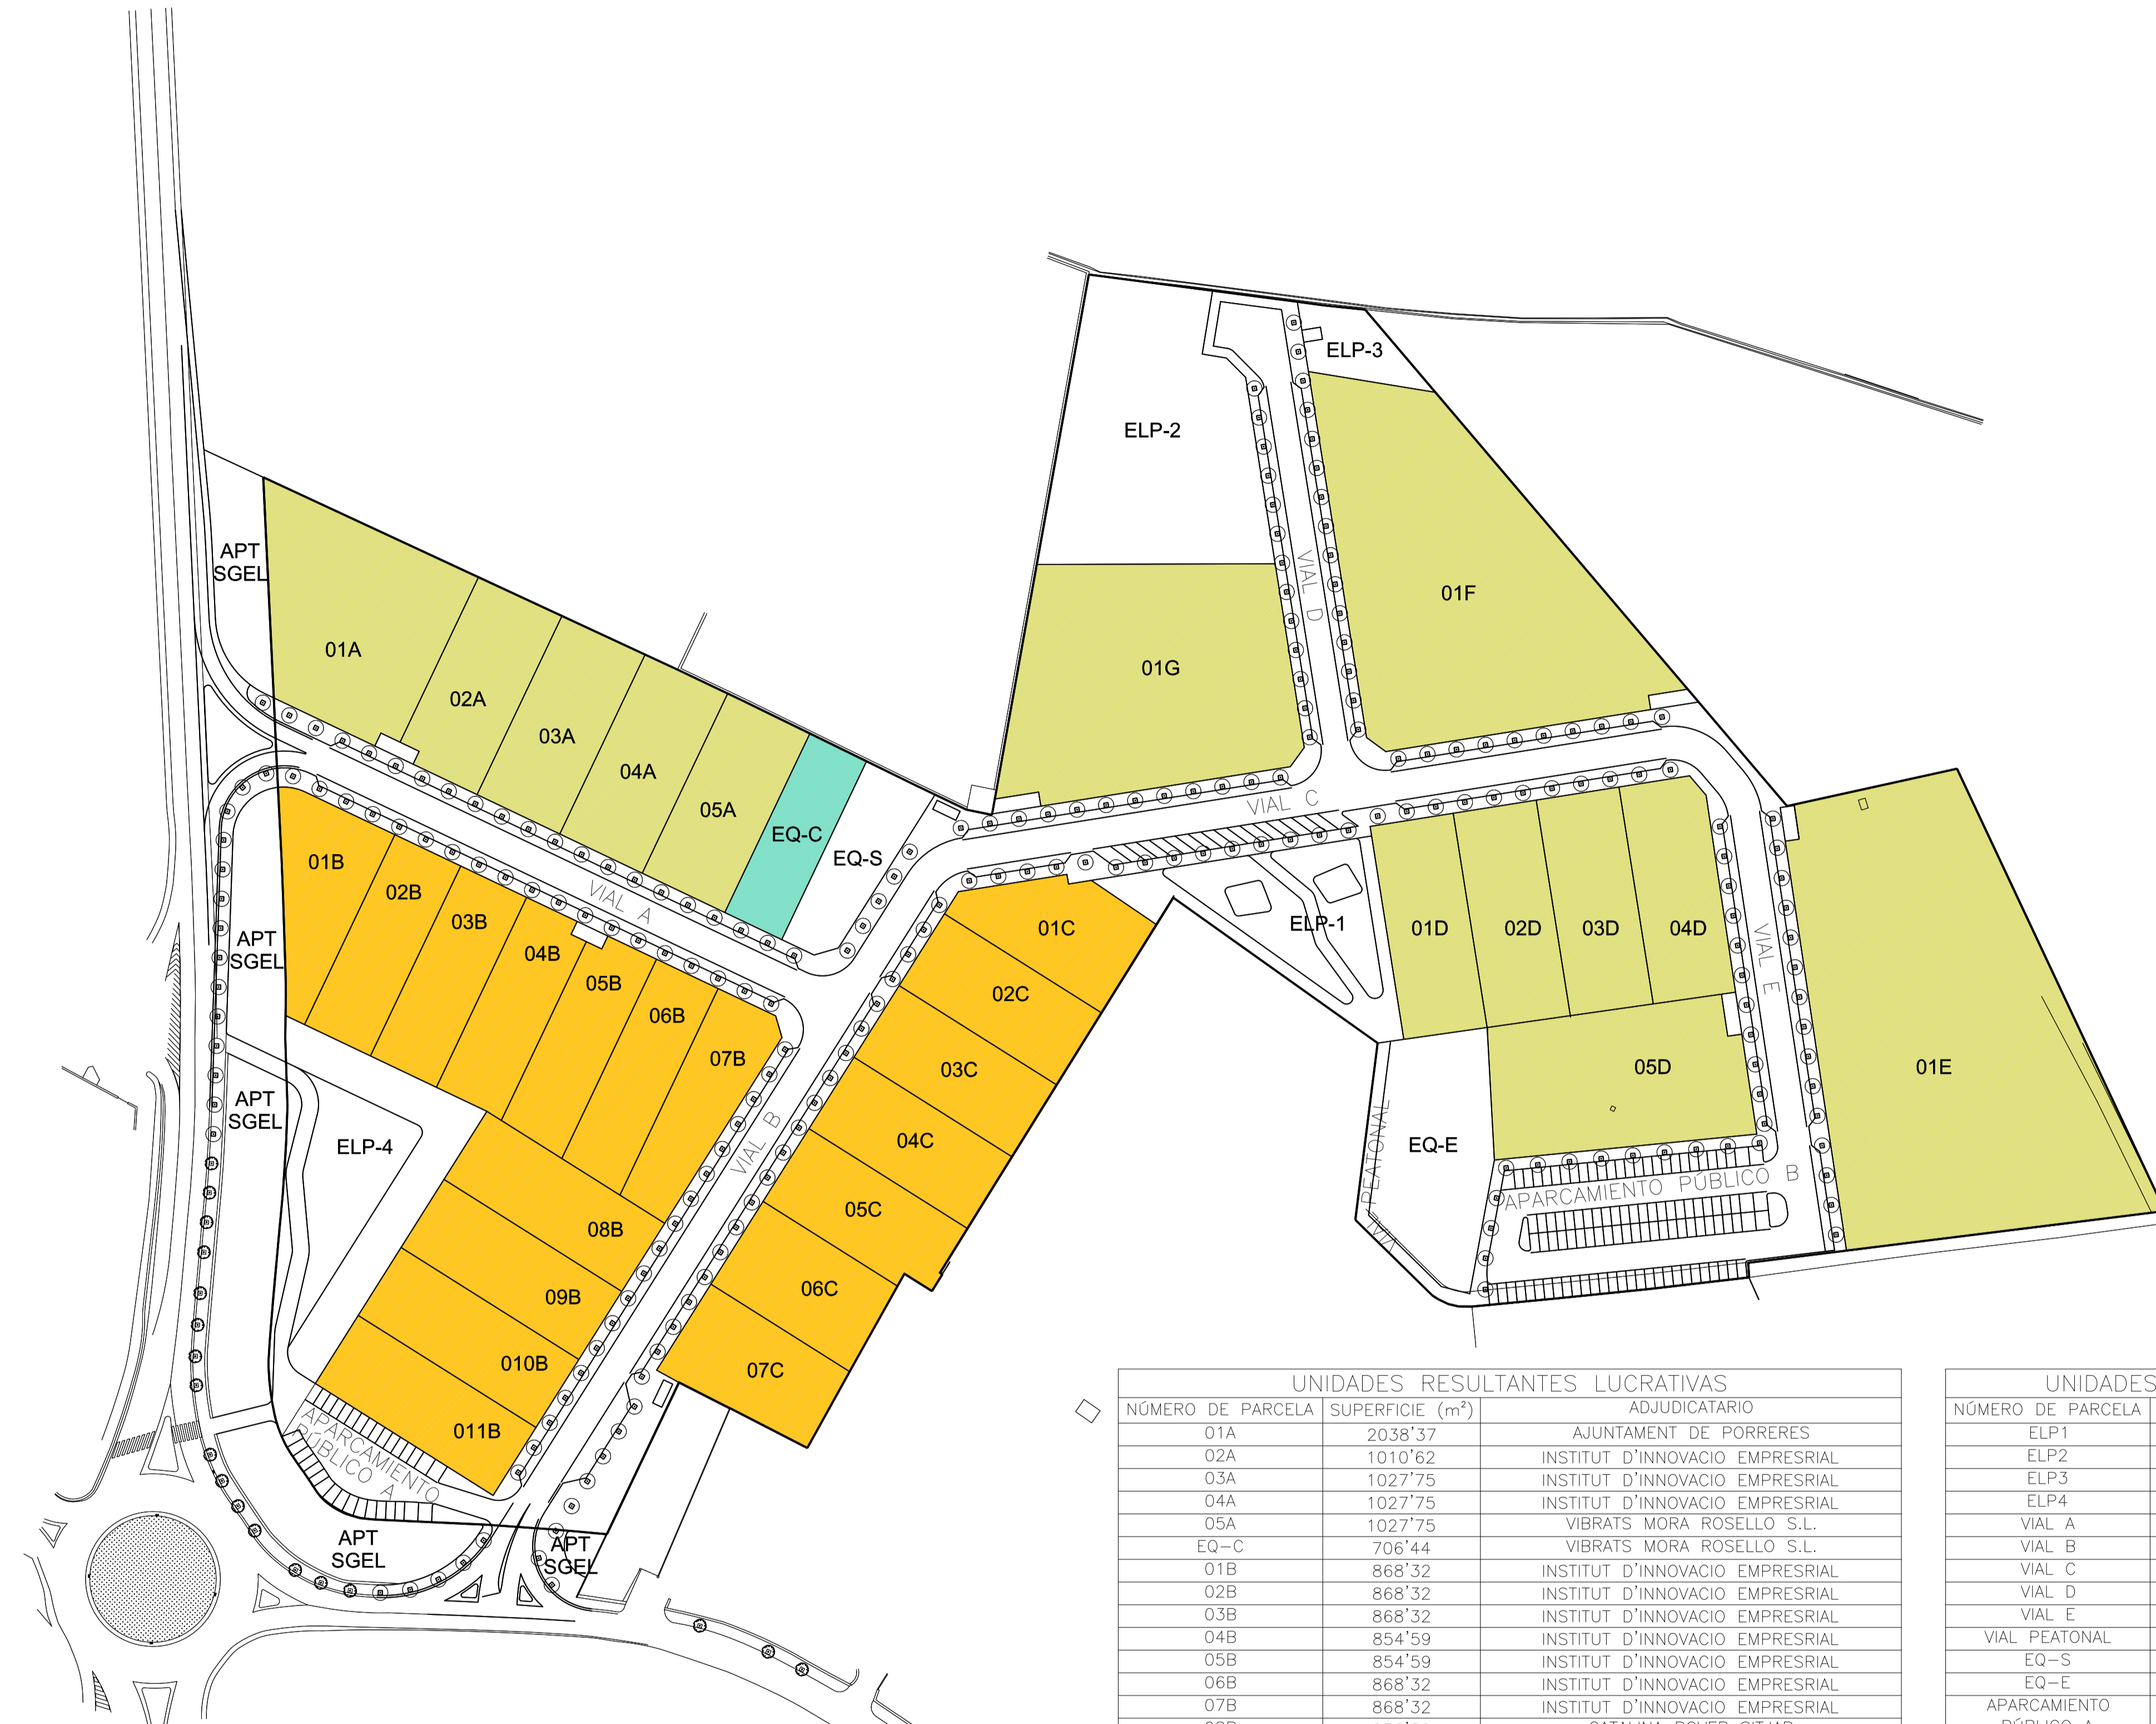 ELP-3
ELP-2
APT
SGEL
VIAL D
01F
01A
01G
02A
03A
04A
05A
EQ-C
EQ-S
VIAL C
01B
02B
VIAL A
03B
04B
05B
06B
07B
APT
SGEL
01C
02C
03C
04C
05C
06C
07C
ELP-1
01D
02D
03D
04D
VIAL E
05D
01E
APT
SGEL
ELP-4
VIAL B
EQ-E
VIAL PEATONAL
APARCAMIENTO PÚBLICO B
08B
09B
010B
011B
APARCAMIENTO
PÚBLICO
A
APT
SGEL
APT
SGEL
UNIDADES RESULTANTES LUCRATIVAS
NÚMERO DE PARCELA SUPERFICIE (m²) ADJUDICATARIO
01A 2038'37 AJUNTAMENT DE PORRERES
02A 1010'62 INSTITUT D'INNOVACIO EMPRESRIAL
03A 1027'75 INSTITUT D'INNOVACIO EMPRESRIAL
04A 1027'75 INSTITUT D'INNOVACIO EMPRESRIAL
05A 1027'75 VIBRATS MORA ROSELLO S.L.
EQ-C 706'44 VIBRATS MORA ROSELLO S.L.
01B 868'32 INSTITUT D'INNOVACIO EMPRESRIAL
02B 868'32 INSTITUT D'INNOVACIO EMPRESRIAL
03B 868'32 INSTITUT D'INNOVACIO EMPRESRIAL
04B 854'59 INSTITUT D'INNOVACIO EMPRESRIAL
05B 854'59 INSTITUT D'INNOVACIO EMPRESRIAL
06B 868'32 INSTITUT D'INNOVACIO EMPRESRIAL
07B 868'32 INSTITUT D'INNOVACIO EMPRESRIAL
UNIDADES
NÚMERO DE PARCELA
ELP1
ELP2
ELP3
ELP4
VIAL A
VIAL B
VIAL C
VIAL D
VIAL E
VIAL PEATONAL
EQ-S
EQ-E
APARCAMIENTO
PÚBLICO A